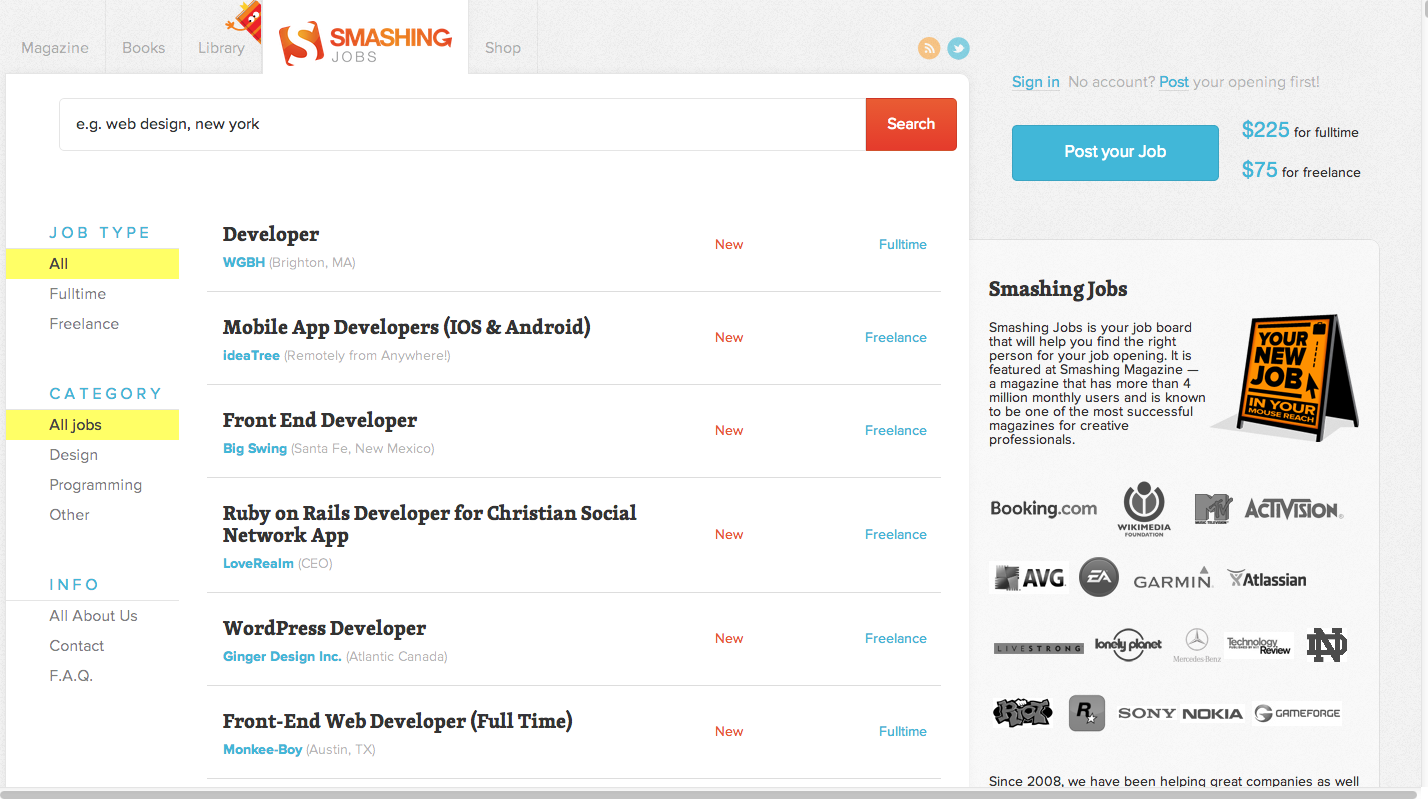 Magazine
Books
Library
SMASHING
JOBS
Shop
Sign in No account? Post your opening first!
e.g. web design, new york
Search
Post your Job
$225 for fulltime
$75 for freelance
JOB TYPE
All
Fulltime
Freelance
CATEGORY
All jobs
Design
Programming
Other
INFO
All About Us
Contact
F.A.Q.
Developer
WGBH (Brighton, MA)
New
Fulltime
Mobile App Developers (IOS & Android)
ideaTree (Remotely from Anywhere!)
New
Freelance
Front End Developer
Big Swing (Santa Fe, New Mexico)
New
Freelance
Ruby on Rails Developer for Christian Social
Network App
LoveRealm (CEO)
New
Freelance
WordPress Developer
Ginger Design Inc. (Atlantic Canada)
New
Freelance
Front-End Web Developer (Full Time)
Monkee-Boy (Austin, TX)
New
Fulltime
Smashing Jobs
Smashing Jobs is your job board
that will help you find the right
person for your job opening. It is
featured at Smashing Magazine —
a magazine that has more than 4
million monthly users and is known
to be one of the most successful
magazines for creative
professionals.
YOUR
NEW
JOB
IN YOUR
MOUSE REACH
Booking.com
WIKIMEDIA
FOUNDATION
MTV
MUSIC TELEVISION
ACTIVISION
AVG
EA
GARMIN
Atlassian
LIVESTRONG
lonely planet
Mercedes-Benz
Technology
Review
ND
RIOT
R
SONY
NOKIA
GAMEFORGE
Since 2008, we have been helping great companies as well